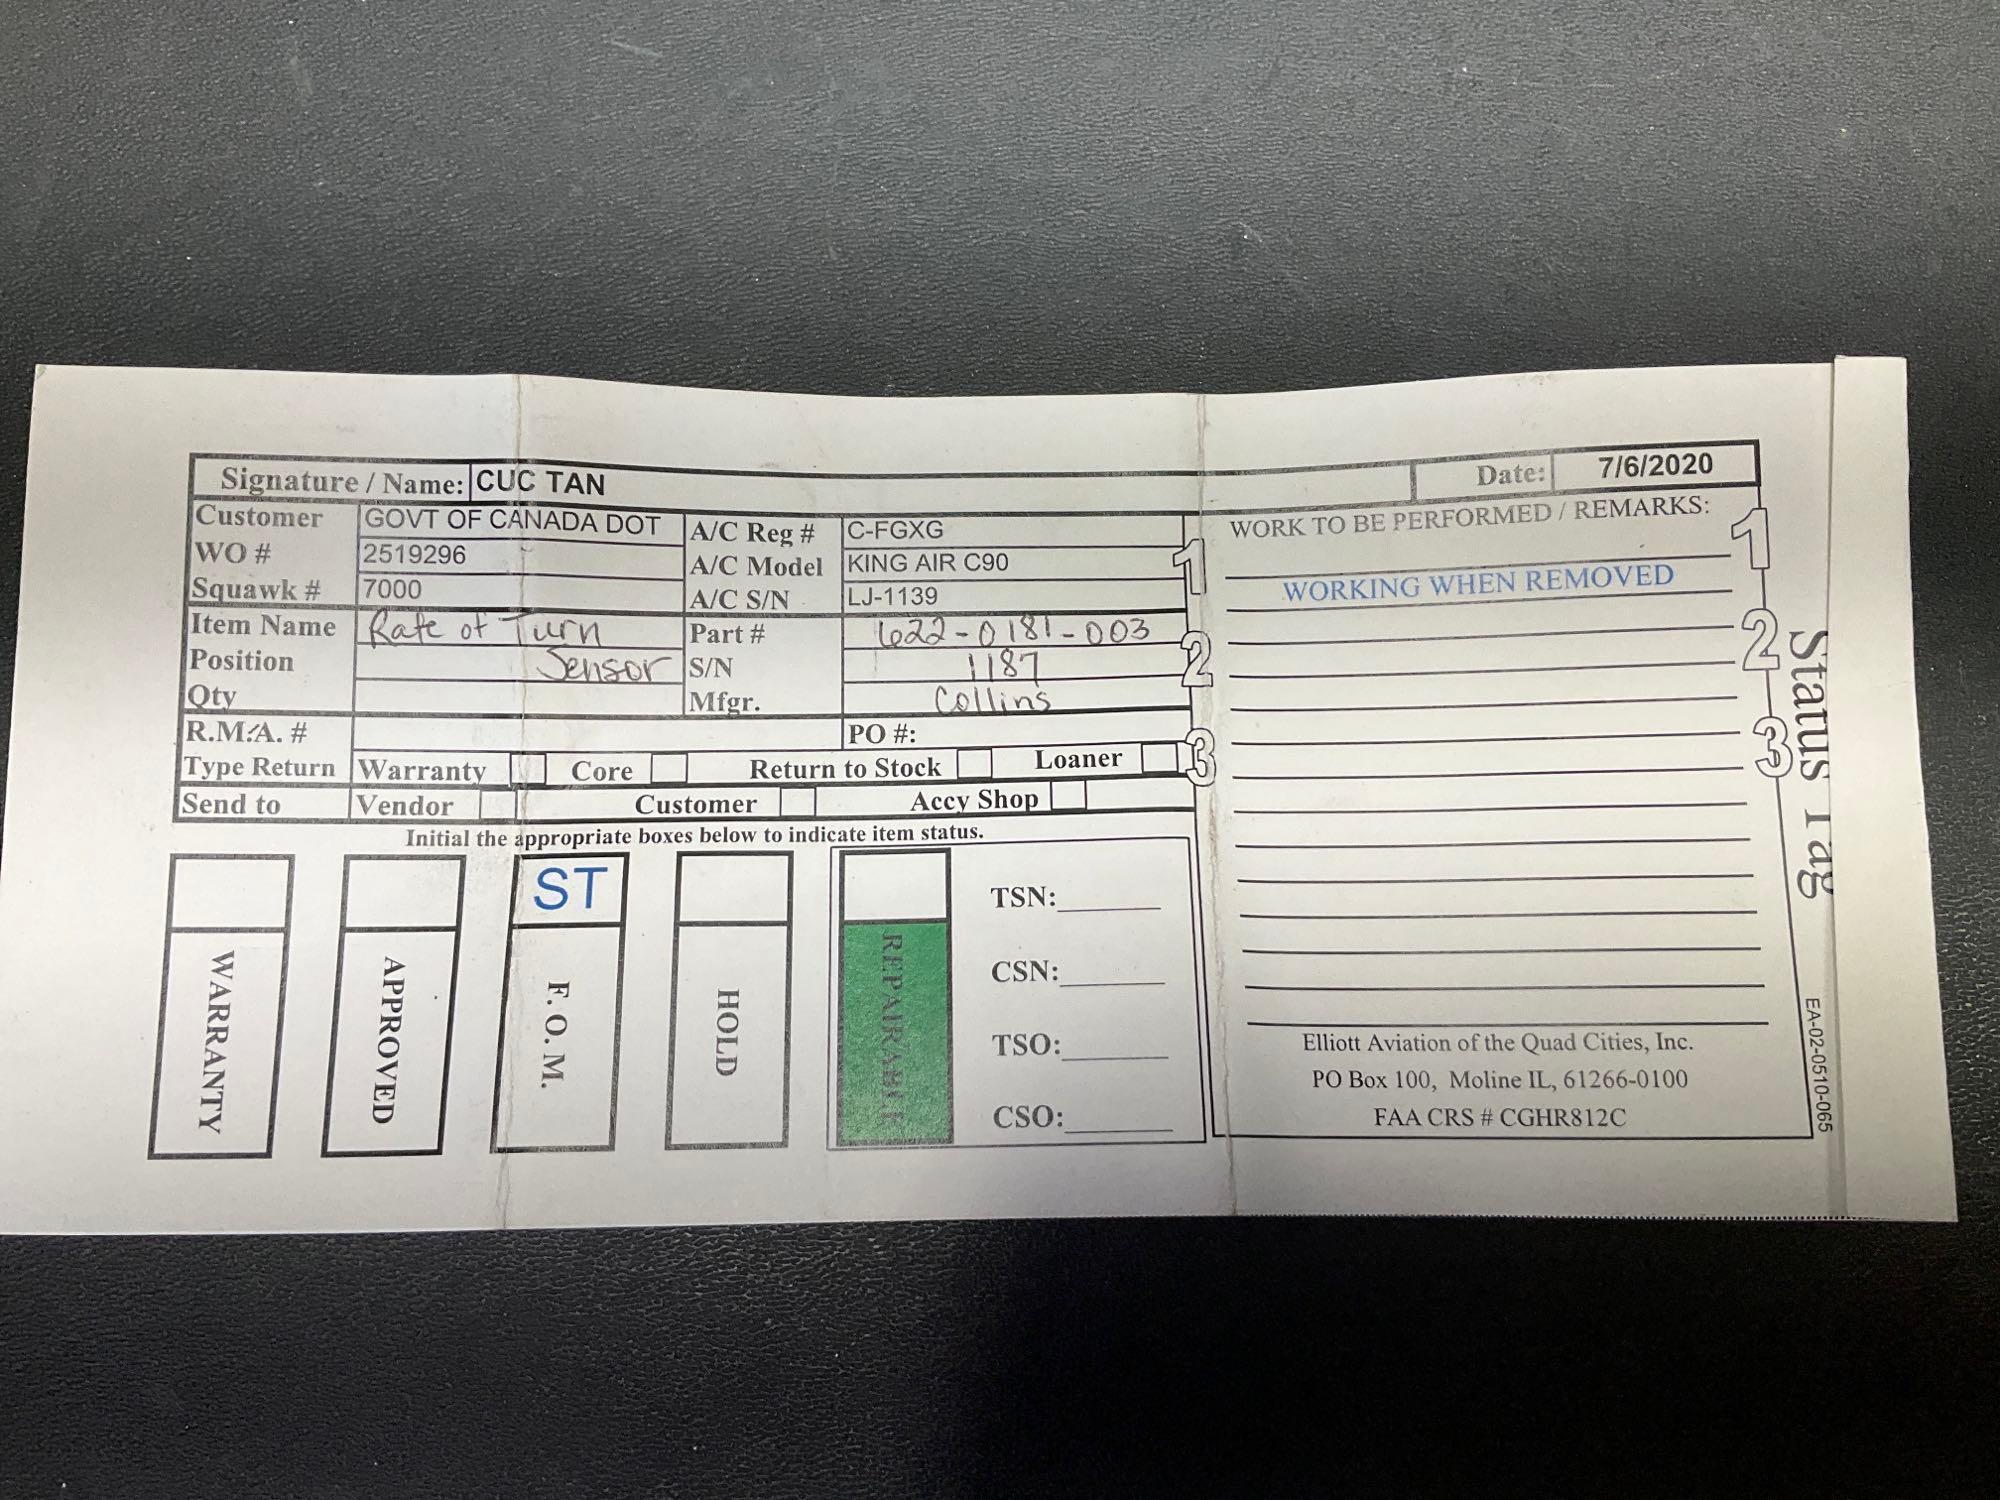 Signature / Name: CUC TAN Date: 7/6/2020
Customer GOVT OF CANADA DOT A/C Reg # C-FGXG
WO # 2519296 A/C Model KING AIR C90
Squawk # 7000 A/C S/N LJ-1139
1
Item Name Rate of Turn Part # 622-0181-003
Position Sensor S/N 1187
Qty Mfgr. Collins
2
R.M.A. # PO #:
Type Return Warranty Core Return to Stock Loaner
3
Send to Vendor Customer Accy Shop
Initial the appropriate boxes below to indicate item status.
WARRANTY
APPROVED
ST
F. O. M.
HOLD
REPAIRABLE
TSN:
CSN:
TSO:
CSO:
WORK TO BE PERFORMED / REMARKS:
WORKING WHEN REMOVED
1
2
3
Elliott Aviation of the Quad Cities, Inc.
PO Box 100, Moline IL, 61266-0100
FAA CRS # CGHR812C
Status Tag
EA-02-0510-065